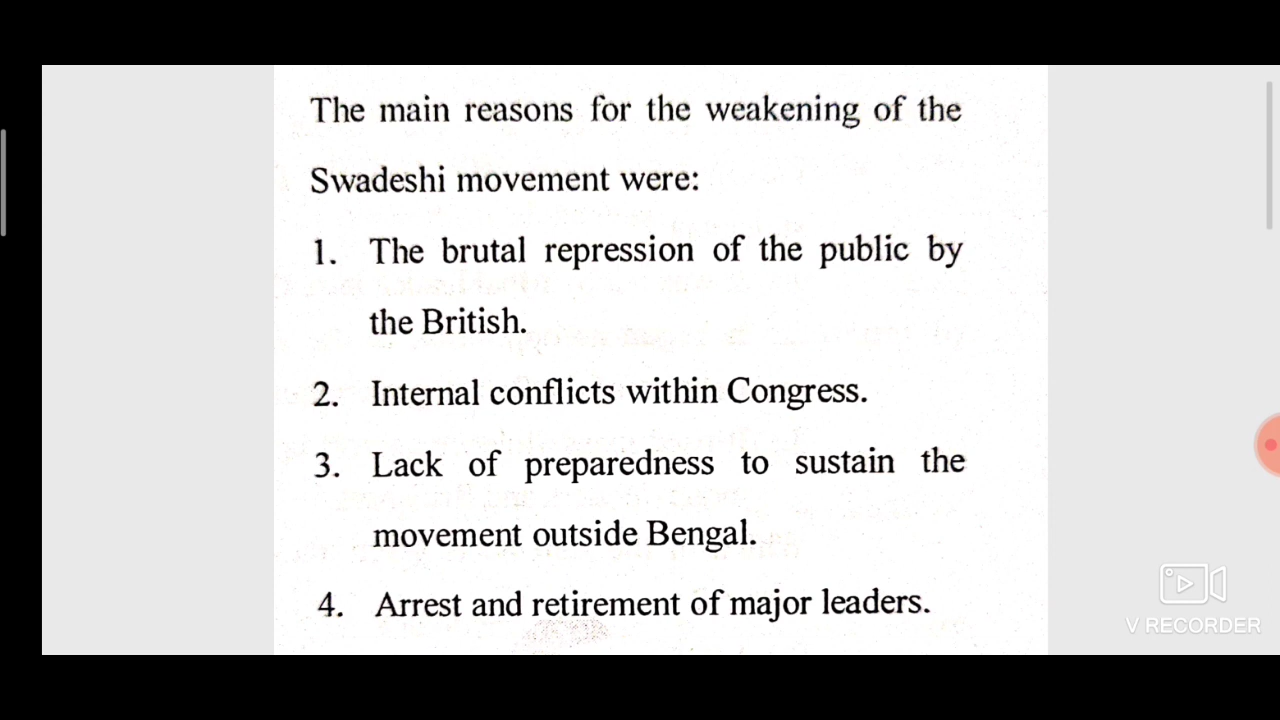 The main reasons for the weakening of the
Swadeshi movement were:
1. The brutal repression of the public by
the British.
2. Internal conflicts within Congress.
3. Lack of preparedness to sustain the
movement outside Bengal.
4. Arrest and retirement of major leaders.
V RECORDER